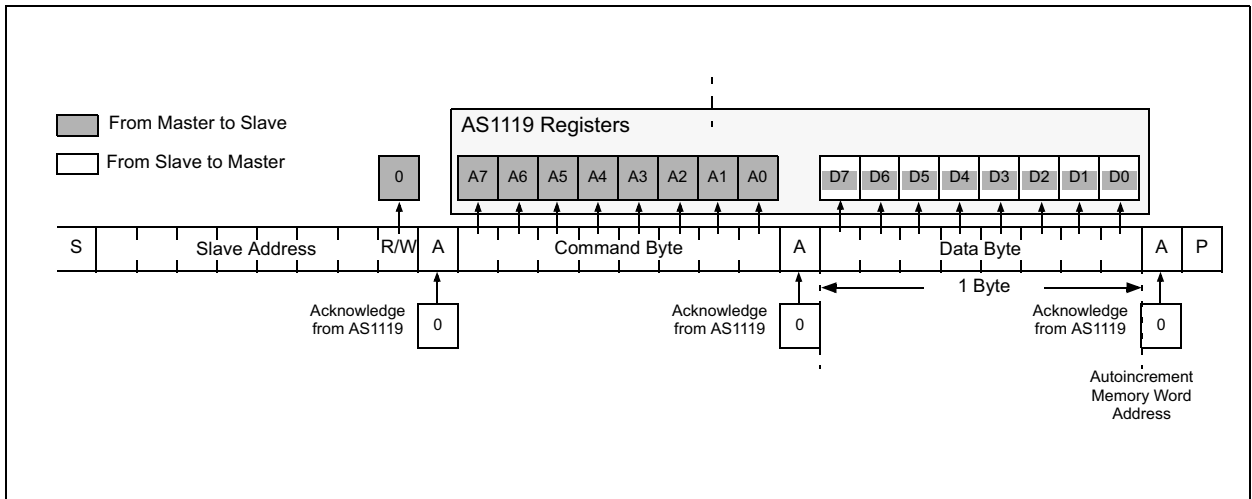 From Master to Slave
From Slave to Master
AS1119 Registers
0 A7 A6 A5 A4 A3 A2 A1 A0 D7 D6 D5 D4 D3 D2 D1 D0
S Slave Address R/W A Command Byte A Data Byte A P
1 Byte
Acknowledge
from AS1119
0
Acknowledge
from AS1119
0
Acknowledge
from AS1119
0
Autoincrement
Memory Word
Address